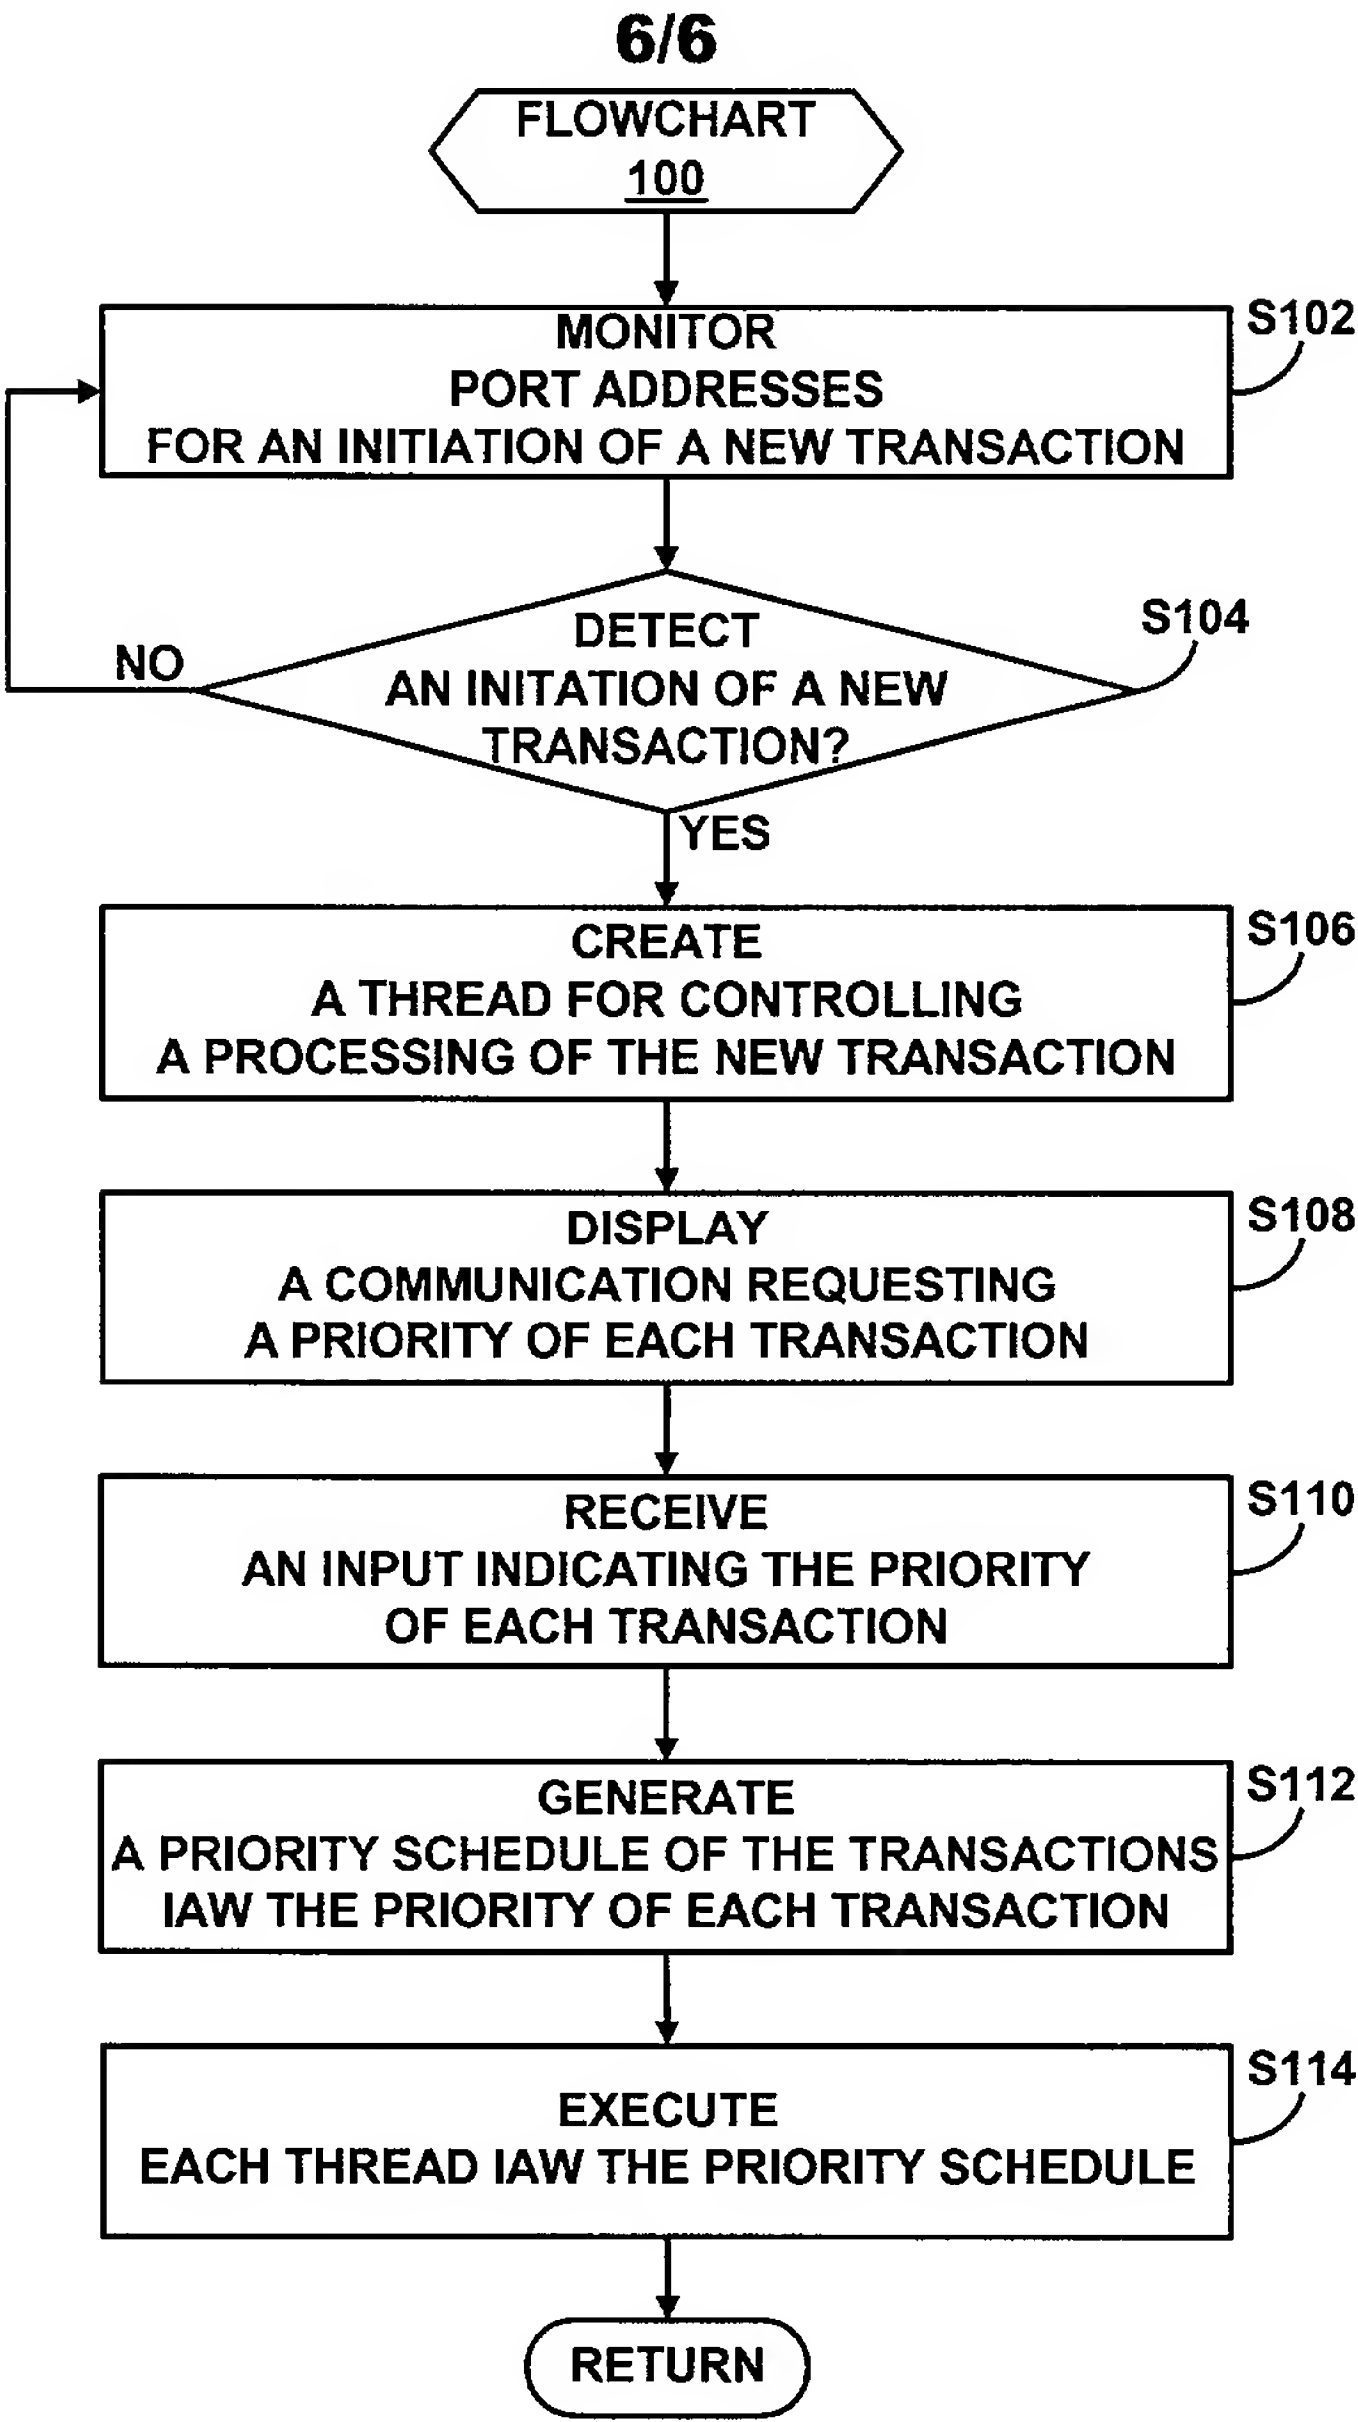 6/6
FLOWCHART
100
MONITOR
PORT ADDRESSES
FOR AN INITIATION OF A NEW TRANSACTION
S102
DETECT
AN INITATION OF A NEW
TRANSACTION?
S104
NO
YES
CREATE
A THREAD FOR CONTROLLING
A PROCESSING OF THE NEW TRANSACTION
S106
DISPLAY
A COMMUNICATION REQUESTING
A PRIORITY OF EACH TRANSACTION
S108
RECEIVE
AN INPUT INDICATING THE PRIORITY
OF EACH TRANSACTION
S110
GENERATE
A PRIORITY SCHEDULE OF THE TRANSACTIONS
IAW THE PRIORITY OF EACH TRANSACTION
S112
EXECUTE
EACH THREAD IAW THE PRIORITY SCHEDULE
S114
RETURN